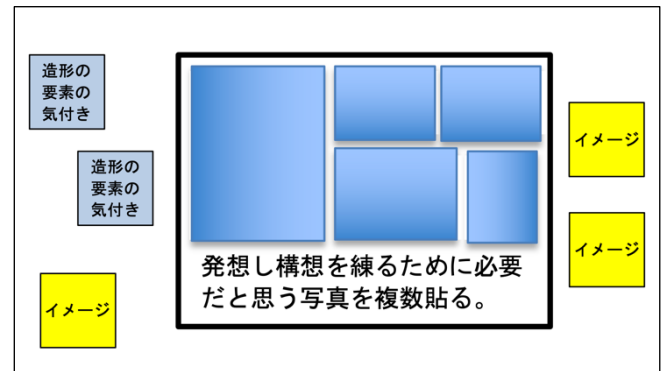 造形の
要素の
気付き
造形の
要素の
気付き
イメージ
発想し構想を練るために必要
だと思う写真を複数貼る。
イメージ
イメージ